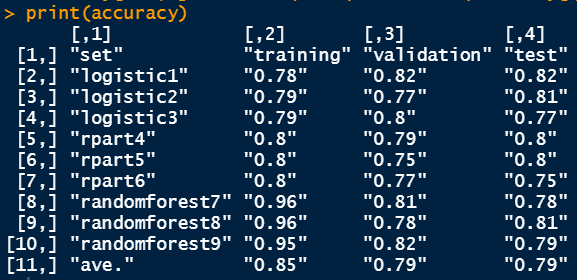 > print(accuracy)
[,1] [,2] [,3] [,4]
[1,] "set" "training" "validation" "test"
[2,] "logistic1" "0.78" "0.82" "0.82"
[3,] "logistic2" "0.79" "0.77" "0.81"
[4,] "logistic3" "0.79" "0.8" "0.77"
[5,] "rpart4" "0.8" "0.79" "0.8"
[6,] "rpart5" "0.8" "0.75" "0.8"
[7,] "rpart6" "0.8" "0.77" "0.75"
[8,] "randomforest7" "0.96" "0.81" "0.78"
[9,] "randomforest8" "0.96" "0.78" "0.81"
[10,] "randomforest9" "0.95" "0.82" "0.79"
[11,] "ave." "0.85" "0.79" "0.79"